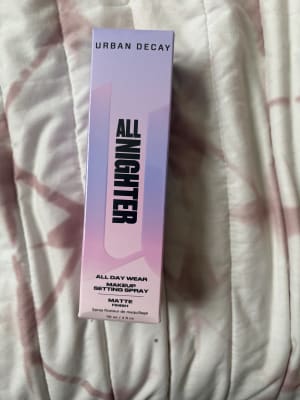 URBAN DECAY
ALL
NIGHTER
ALL DAY WEAR
MAKEUP
SETTING SPRAY
MATTE
FINISH